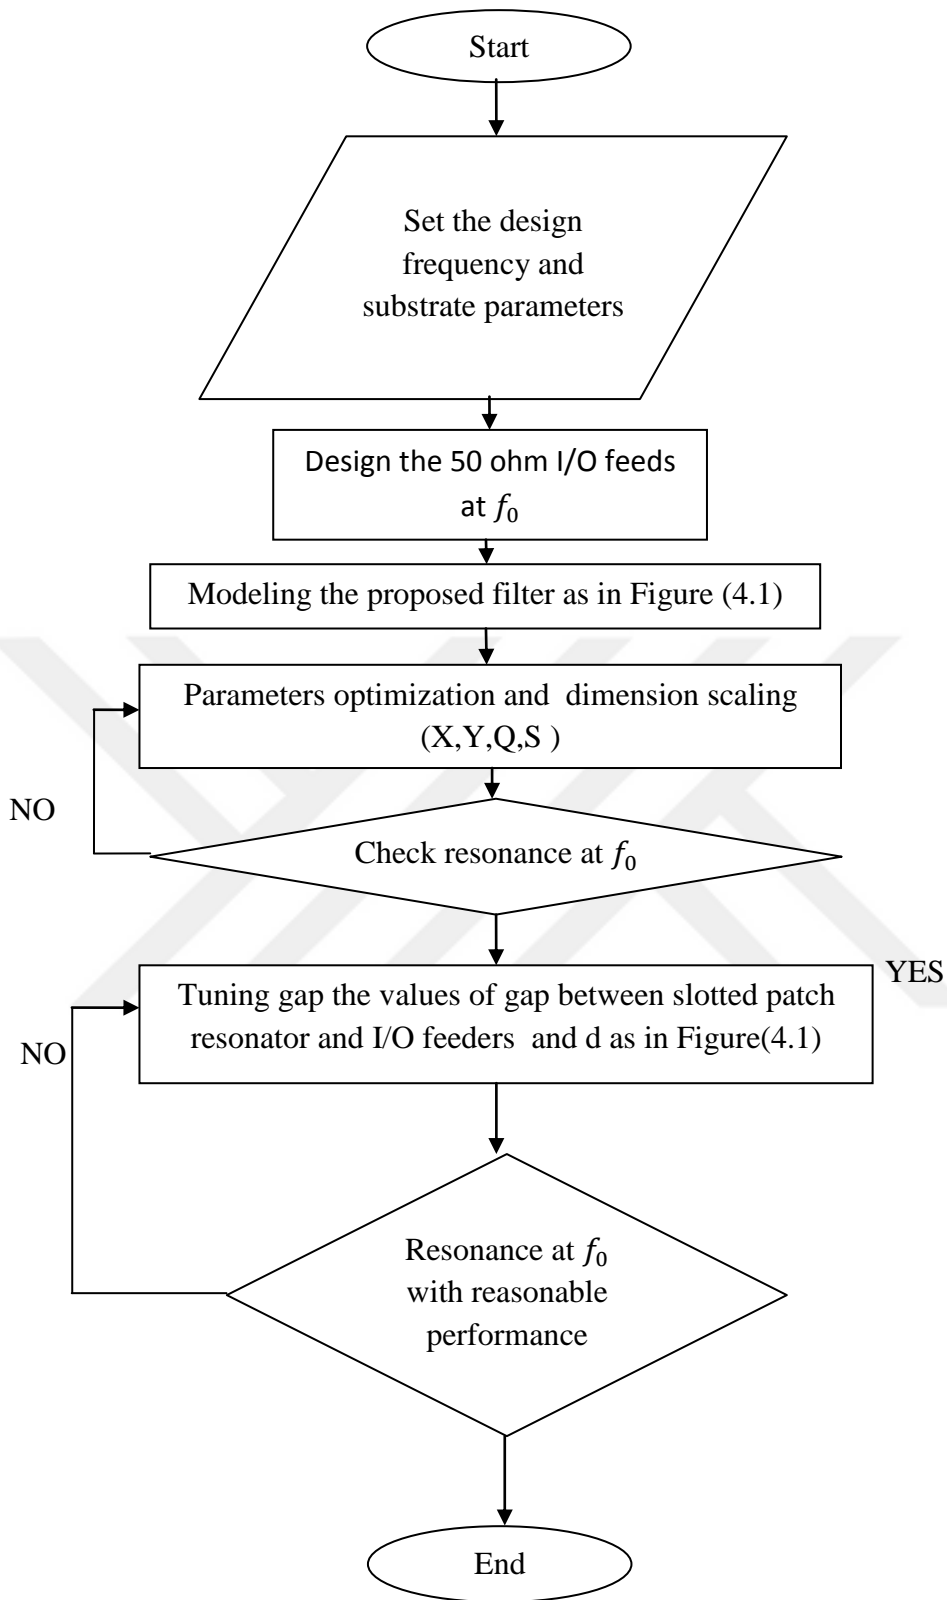 Start
Set the design
frequency and
substrate parameters
Design the 50 ohm I/O feeds
at f₀
Modeling the proposed filter as in Figure (4.1)
Parameters optimization and dimension scaling
(X,Y,Q,S )
NO
Check resonance at f₀
YES
Tuning gap the values of gap between slotted patch
resonator and I/O feeders and d as in Figure(4.1)
NO
Resonance at f₀
with reasonable
performance
End